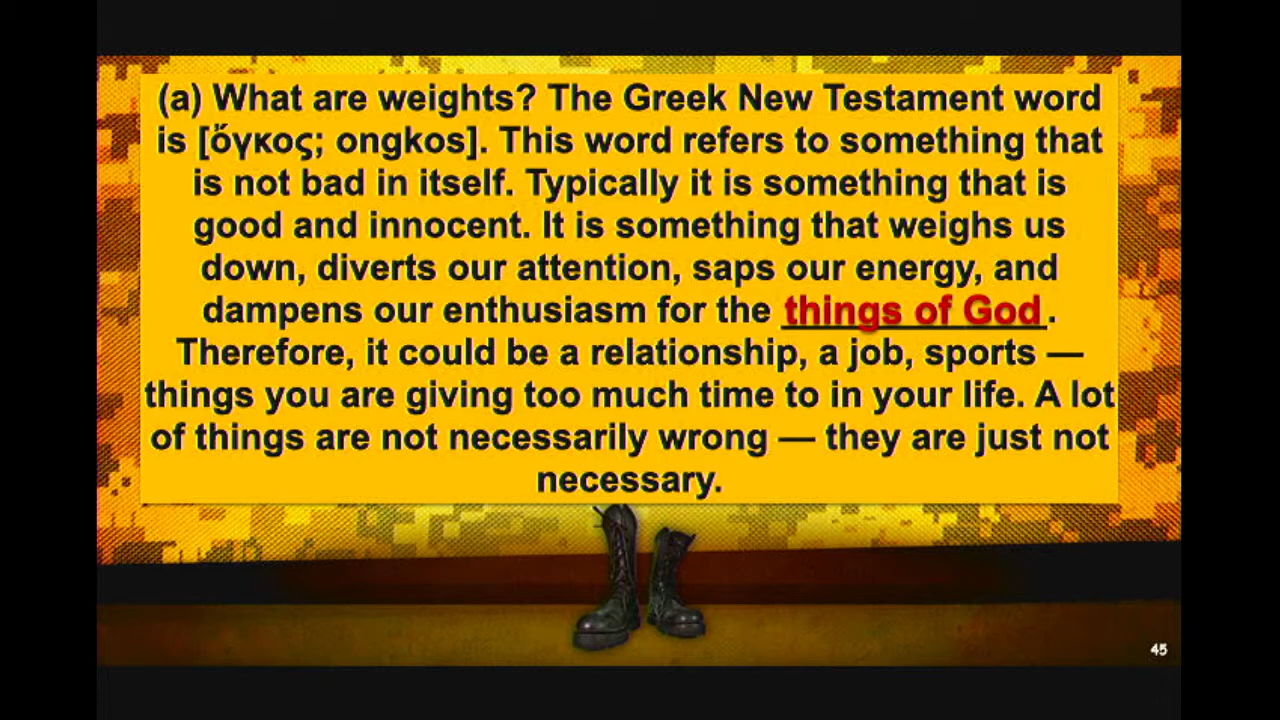 (a) What are weights? The Greek New Testament word
is [ὄγκος; ongkos]. This word refers to something that
is not bad in itself. Typically it is something that is
good and innocent. It is something that weighs us
down, diverts our attention, saps our energy, and
dampens our enthusiasm for the things of God.
Therefore, it could be a relationship, a job, sports —
things you are giving too much time to in your life. A lot
of things are not necessarily wrong — they are just not
necessary.
45